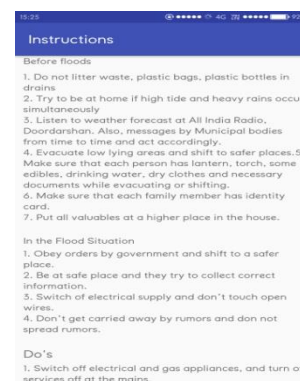 15:25 4G
Instructions
Before floods
1. Do not litter waste, plastic bags, plastic bottles in
drains
2. Try to be at home if high tide and heavy rains occu
simultaneously
3. Listen to weather forecast at All India Radio,
Doordarshan. Also, messages by Municipal bodies
from time to time and act accordingly.
4. Evacuate low lying areas and shift to safer places.5
Make sure that each person has lantern, torch, some
edibles, drinking water, dry clothes and necessary
documents while evacuating or shifting.
6. Make sure that each family member has identity
card.
7. Put all valuables at a higher place in the house.
In the Flood Situation
1. Obey orders by government and shift to a safer
place.
2. Be at safe place and they try to collect correct
information.
3. Switch of electrical supply and don't touch open
wires.
4. Don't get carried away by rumors and don not
spread rumors.
Do's
1. Switch off electrical and gas appliances, and turn o
services off at the mains.